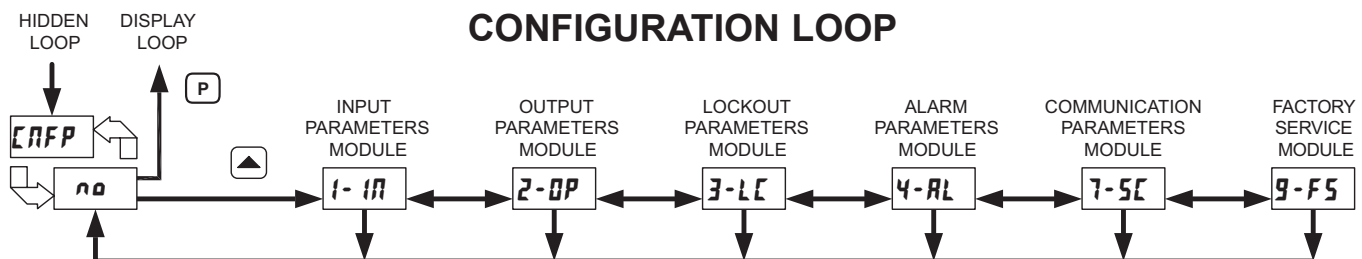 CONFIGURATION LOOP
HIDDEN
LOOP
DISPLAY
LOOP
P
CNFP
no
INPUT
PARAMETERS
MODULE
1-IN
OUTPUT
PARAMETERS
MODULE
2-OP
LOCKOUT
PARAMETERS
MODULE
3-LC
ALARM
PARAMETERS
MODULE
4-AL
COMMUNICATION
PARAMETERS
MODULE
7-SC
FACTORY
SERVICE
MODULE
9-FS